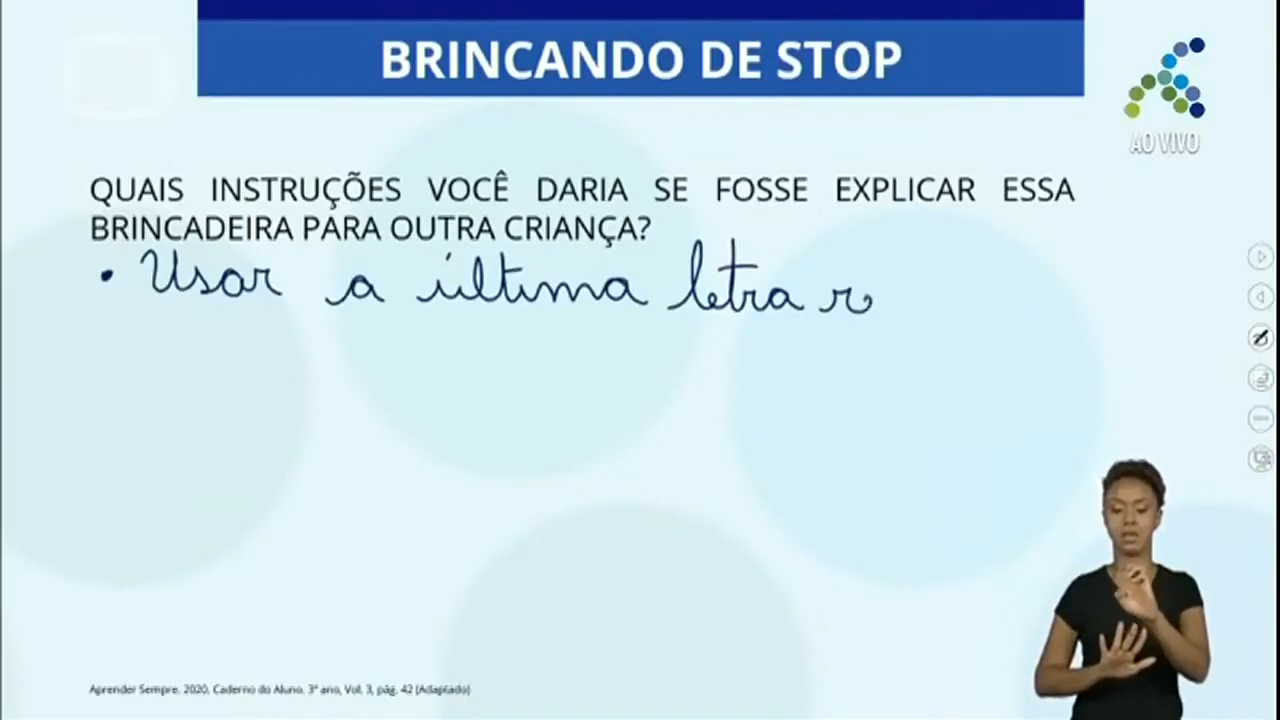 BRINCANDO DE STOP
AO VIVO
QUAIS INSTRUÇÕES VOCÊ DARIA SE FOSSE EXPLICAR ESSA
BRINCADEIRA PARA OUTRA CRIANÇA?
• Usar a última letra r
Aprender Sempre. 2020. Caderno do Aluno. 3º ano, Vol. 3, pág. 42 (Adaptado)